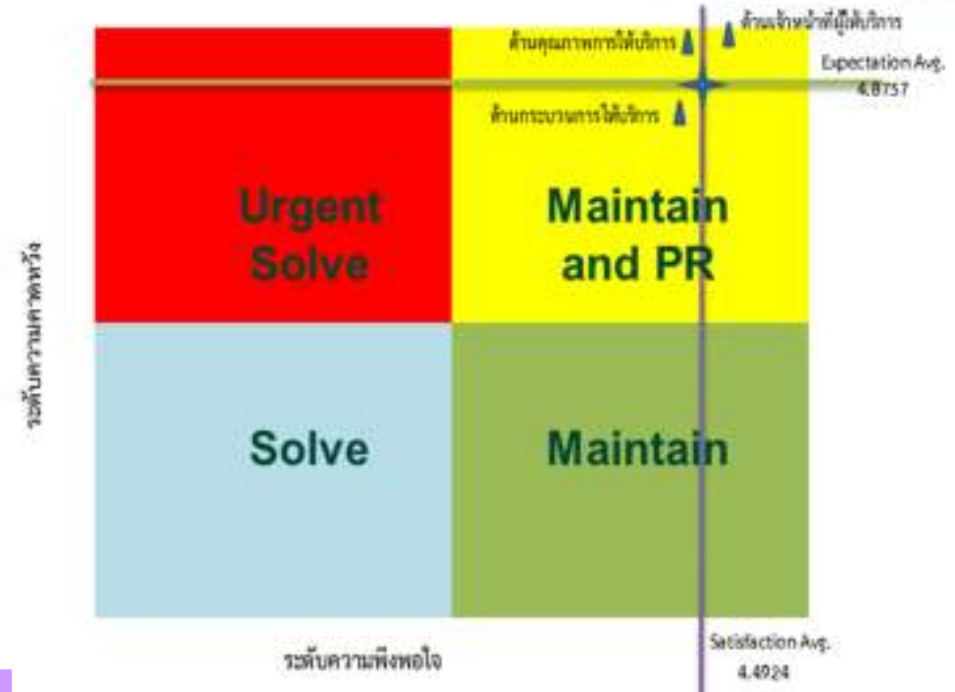 ด้านเจ้าหน้าที่ผู้ให้บริการ
ด้านคุณภาพการให้บริการ
Expectation Avg.
4.8757
ด้านกระบวนการให้บริการ
Urgent
Solve
Maintain
and PR
ระดับความคาดหวัง
Solve
Maintain
ระดับความพึงพอใจ
Satisfaction Avg.
4.4924